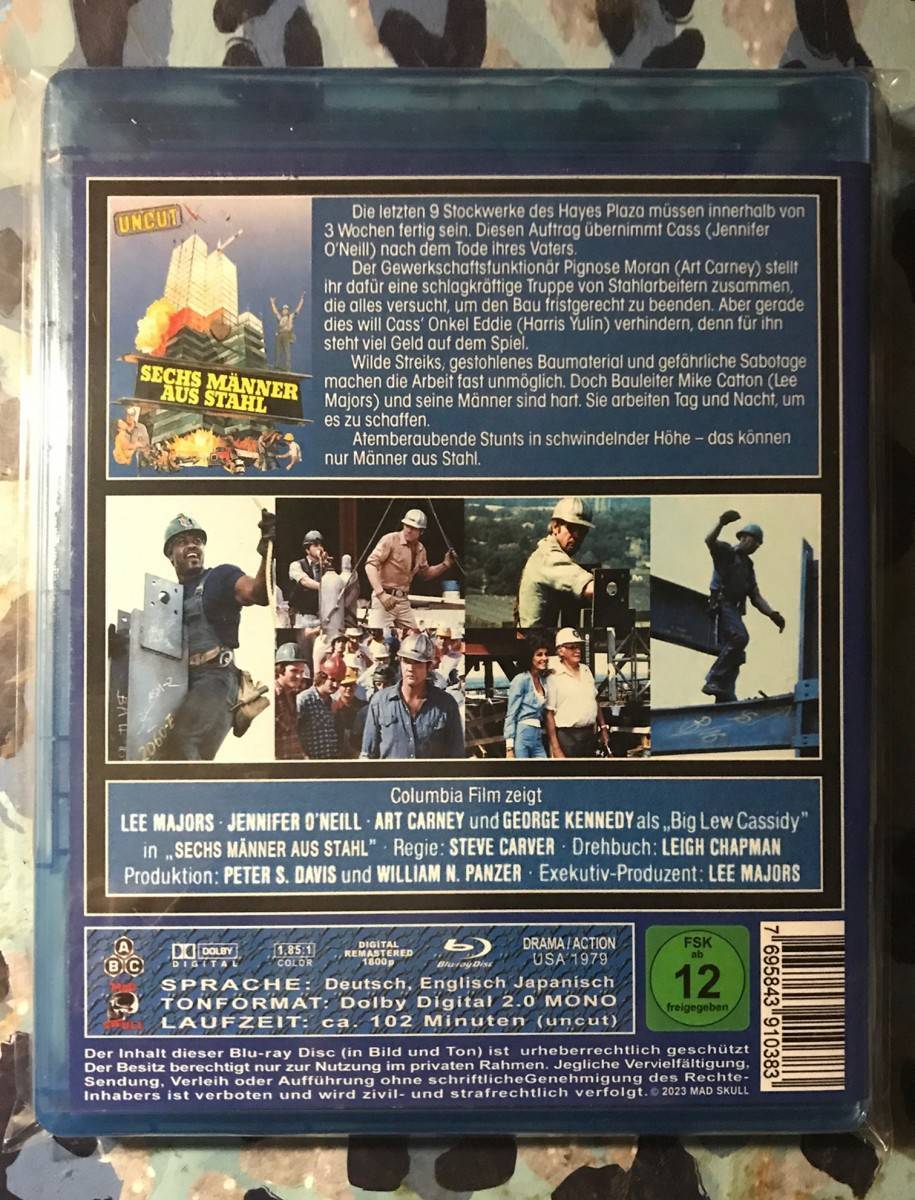 UNCUT
SECHS MÄNNER
AUS STAHL
Die letzten 9 Stockwerke des Hayes Plaza müssen innerhalb von
3 Wochen fertig sein. Diesen Auftrag übernimmt Cass (Jennifer
O'Neill) nach dem Tode ihres Vaters.
Der Gewerkschaftsfunktionär Pignose Moran (Art Carney) stellt
ihr dafür eine schlagkräftige Truppe von Stahlarbeitern zusammen,
die alles versucht, um den Bau fristgerecht zu beenden. Aber gerade
dies will Cass' Onkel Eddie (Harris Yulin) verhindern, denn für ihn
steht viel Geld auf dem Spiel.
Wilde Streiks, gestohlenes Baumaterial und gefährliche Sabotage
machen die Arbeit fast unmöglich. Doch Bauleiter Mike Catton (Lee
Majors) und seine Männer sind hart. Sie arbeiten Tag und Nacht, um
es zu schaffen.
Atemberaubende Stunts in schwindelnder Höhe – das können
nur Männer aus Stahl.
Columbia Film zeigt
LEE MAJORS · JENNIFER O'NEILL · ART CARNEY und GEORGE KENNEDY als „Big Lew Cassidy"
in „SECHS MÄNNER AUS STAHL" · Regie: STEVE CARVER · Drehbuch: LEIGH CHAPMAN
Produktion: PETER S. DAVIS und WILLIAM N. PANZER · Exekutiv-Produzent: LEE MAJORS
A
B C
MAD
SKULL
DOLBY
DIGITAL
1,85:1
COLOR
DIGITAL
REMASTERED
1800p
Blu-ray Disc
DRAMA/ACTION
USA 1979
SPRACHE: Deutsch, Englisch Japanisch
TONFORMAT: Dolby Digital 2.0 MONO
LAUFZEIT: ca. 102 Minuten (uncut)
FSK
ab
12
freigegeben
7 695843 910383
Der Inhalt dieser Blu-ray Disc (in Bild und Ton) ist urheberrechtlich geschützt
Der Besitz berechtigt nur zur Nutzung im privaten Rahmen. Jegliche Vervielfältigung,
Sendung, Verleih oder Aufführung ohne schriftlicheGenehmigung des Rechte-
Inhabers ist verboten und wird zivil- und strafrechtlich verfolgt. © 2023 MAD SKULL